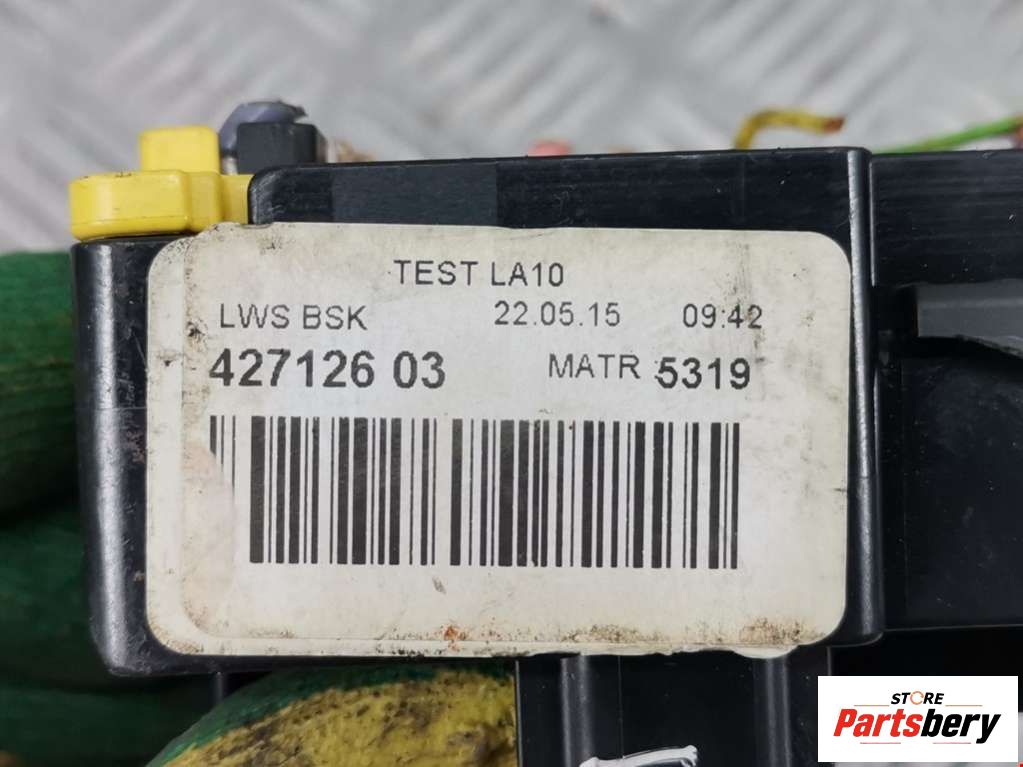 TEST LA10
LWS BSK 22.05.15 09:42
427126 03 MATR 5319
STORE
Partsbery